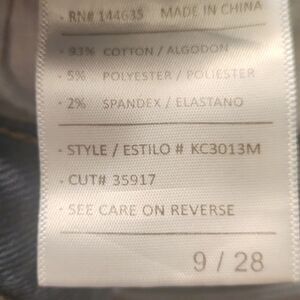 · RN# 144635 MADE IN CHINA
· 93% COTTON / ALGODON
· 5% POLYESTER / POLIESTER
· 2% SPANDEX / ELASTANO
· STYLE / ESTILO # KC3013M
· CUT# 35917
· SEE CARE ON REVERSE
9 / 28